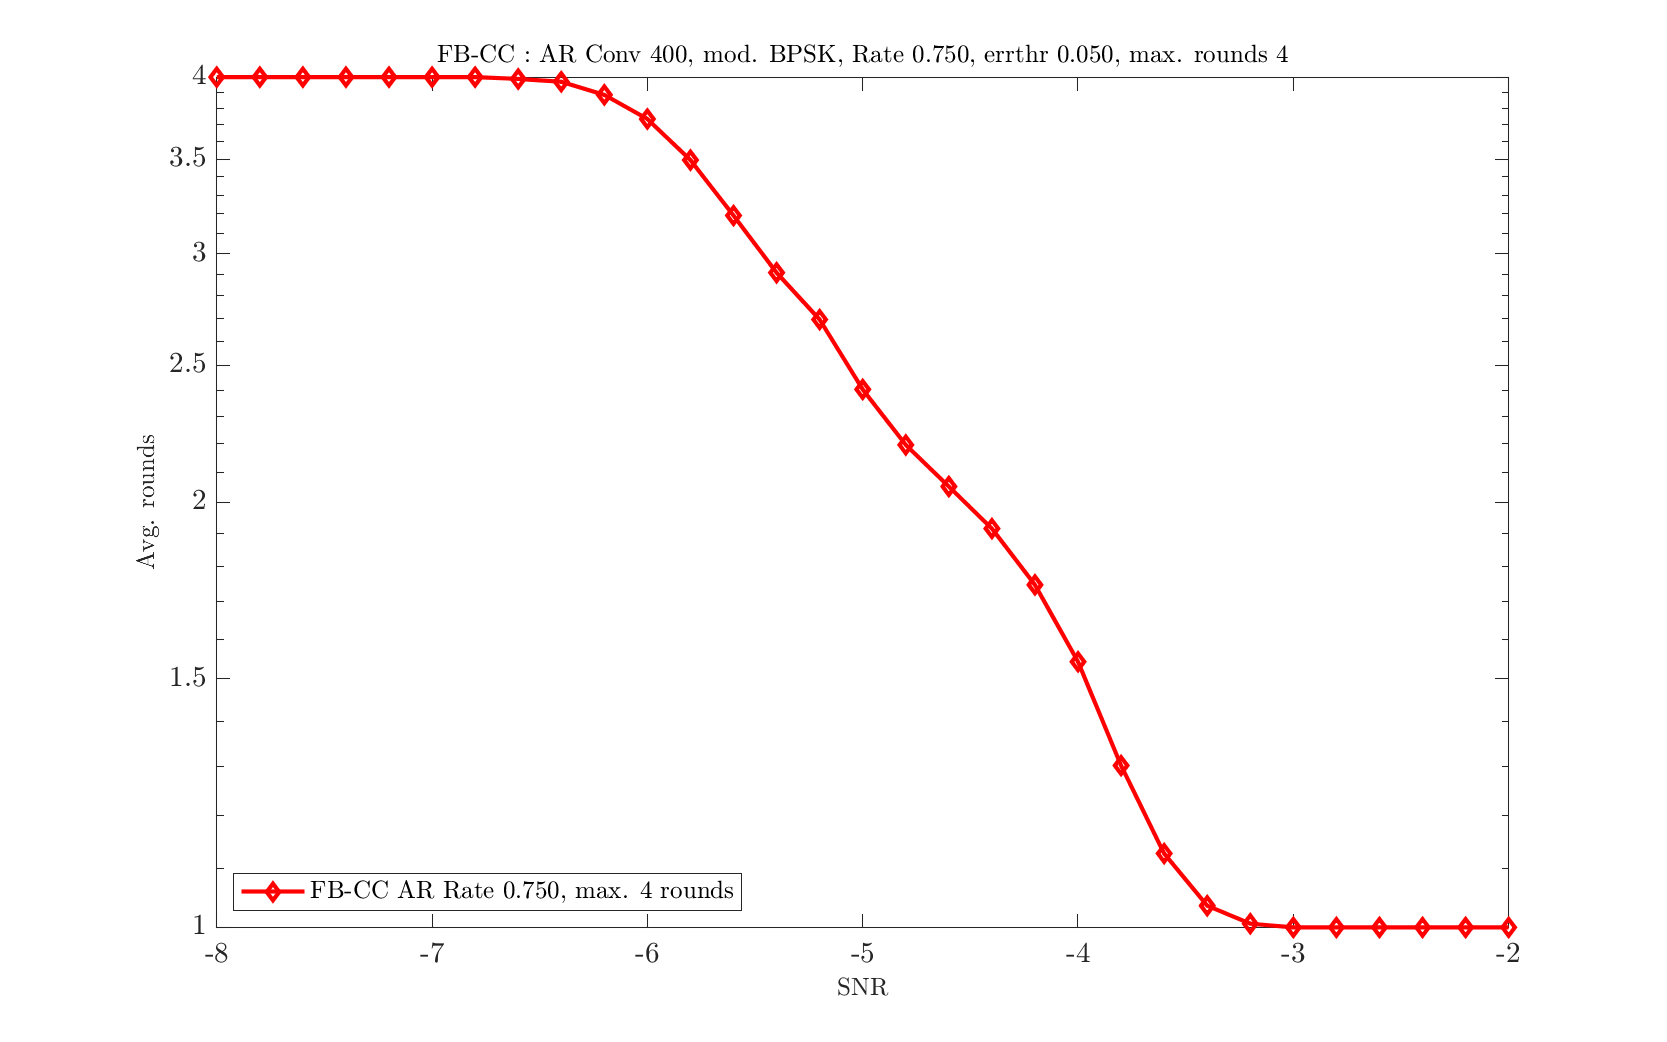 FB-CC : AR Conv 400, mod. BPSK, Rate 0.750, errthr 0.050, max. rounds 4
4
3.5
3
2.5
2
1.5
1
Avg. rounds
FB-CC AR Rate 0.750, max. 4 rounds
-8 -7 -6 -5 -4 -3 -2
SNR